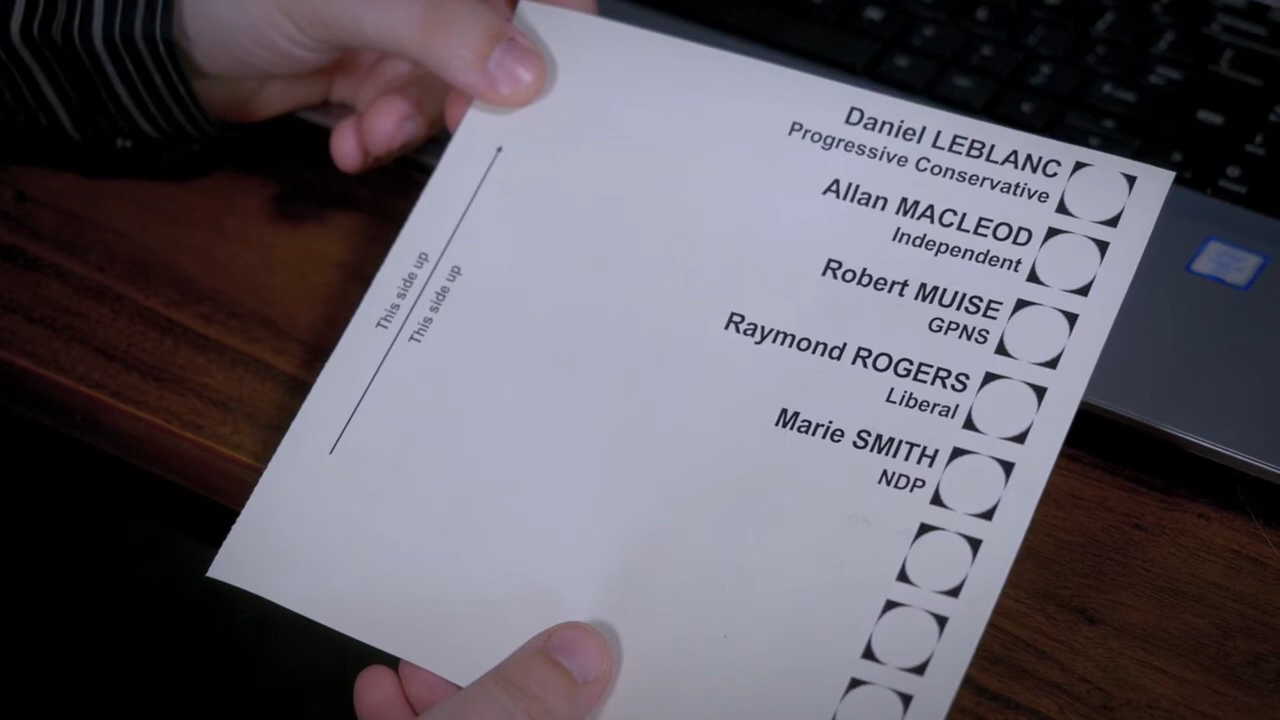 Daniel LEBLANC
Progressive Conservative
Allan MACLEOD
Independent
Robert MUISE
GPNS
Raymond ROGERS
Liberal
Marie SMITH
NDP
This side up
This side up